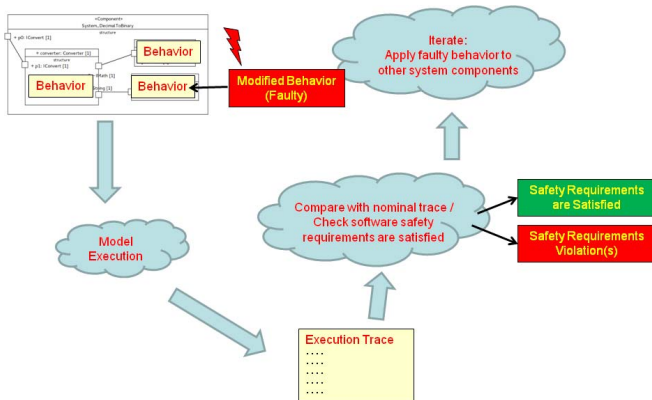 «Component»
System_DecimalToBinary
structure
+ p0: IConvert [1]
+ converter: Converter [1]
structure
+ p1: IConvert [1]
Behavior
Behavior
Behavior
Modified Behavior
(Faulty)
Iterate:
Apply faulty behavior to
other system components
Compare with nominal trace /
Check software safety
requirements are satisfied
Safety Requirements
are Satisfied
Safety Requirements
Violation(s)
Model
Execution
Execution Trace
....
....
....
....
....